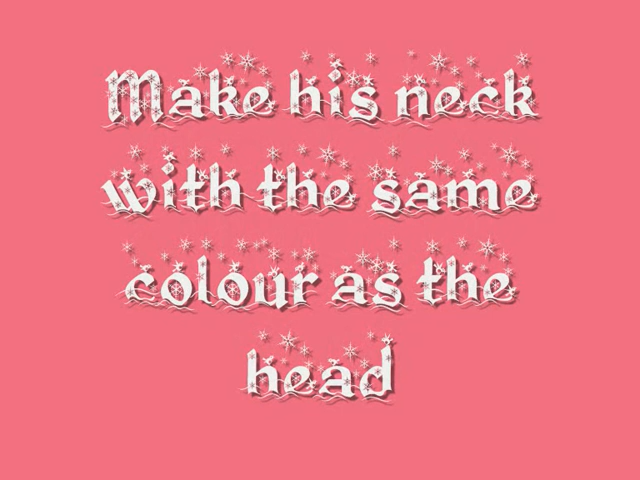 Make his neck
with the same
colour as the
head